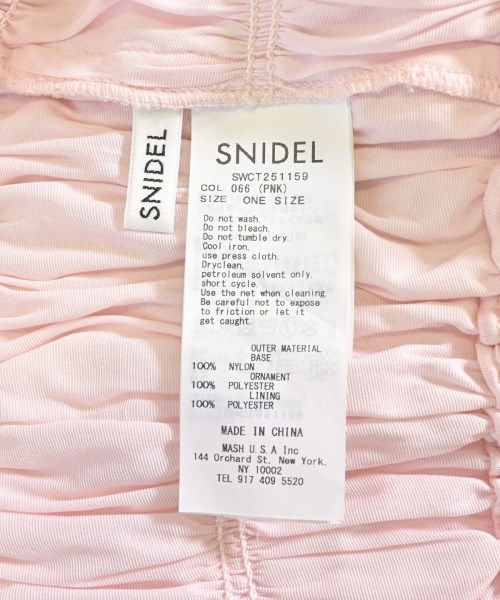 SNIDEL
SNIDEL
SWCT251159
COL 066 (PNK)
SIZE ONE SIZE
Do not wash.
Do not bleach.
Do not tumble dry.
Cool iron.
use press cloth.
Dryclean,
petroleum solvent only,
short cycle.
Use the net when cleaning.
Be careful not to expose
to friction or let it
get caught.
OUTER MATERIAL
BASE
100% NYLON
ORNAMENT
100% POLYESTER
LINING
100% POLYESTER
MADE IN CHINA
MASH U.S.A Inc
144 Orchard St, New York.
NY 10002
TEL 917 409 5520